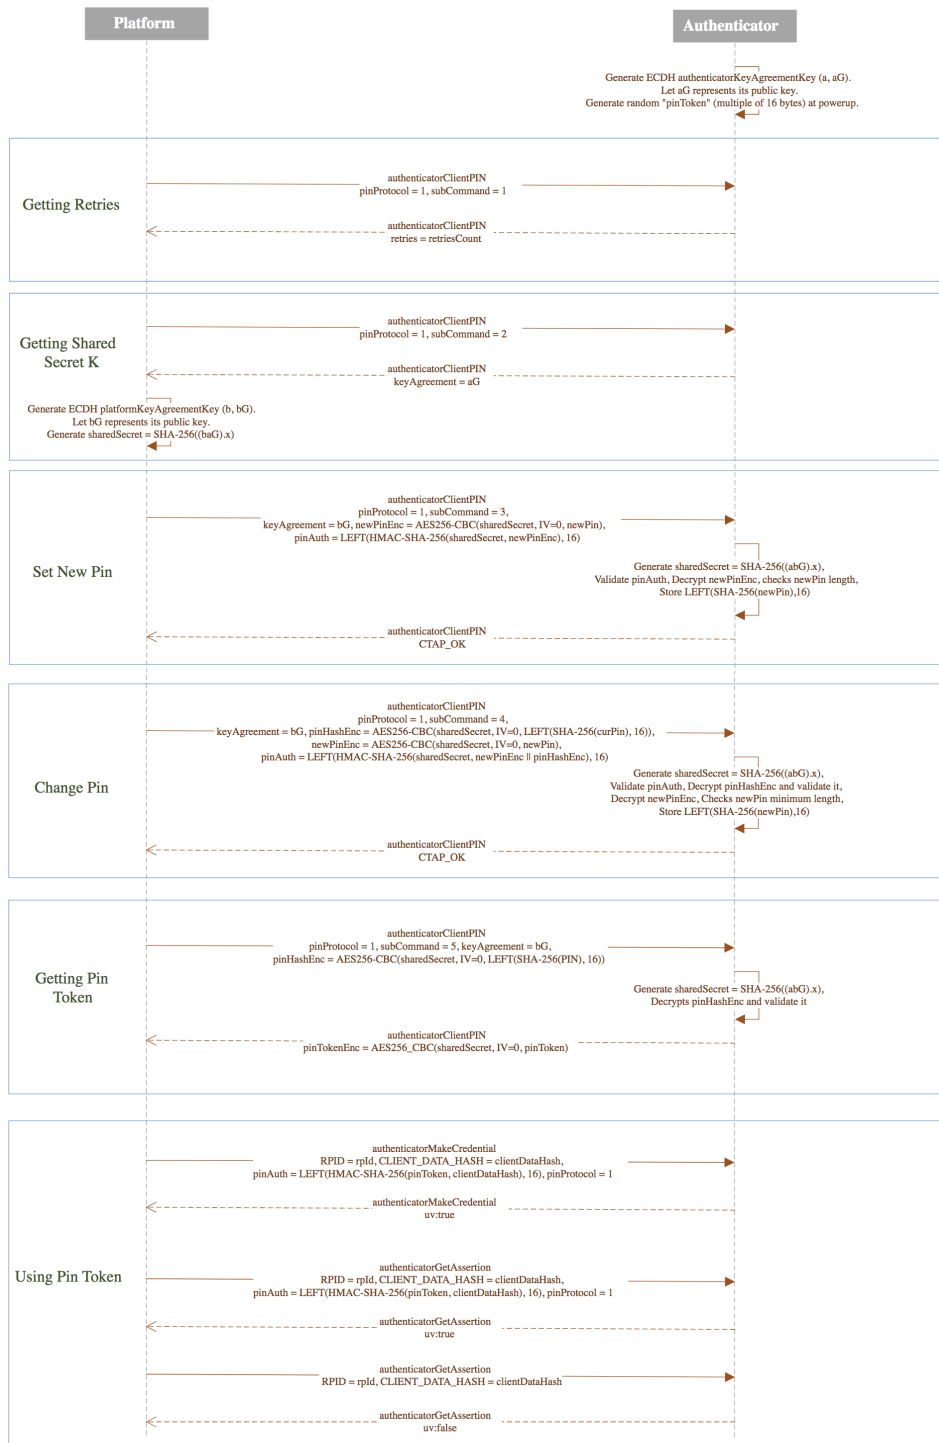 Platform
Authenticator
Generate ECDH authenticatorKeyAgreementKey (a, aG).
Let aG represents its public key.
Generate random "pinToken" (multiple of 16 bytes) at powerup.
Getting Retries
authenticatorClientPIN
pinProtocol = 1, subCommand = 1
authenticatorClientPIN
retries = retriesCount
Getting Shared
Secret K
authenticatorClientPIN
pinProtocol = 1, subCommand = 2
authenticatorClientPIN
keyAgreement = aG
Generate ECDH platformKeyAgreementKey (b, bG).
Let bG represents its public key.
Generate sharedSecret = SHA-256((baG).x)
Set New Pin
authenticatorClientPIN
pinProtocol = 1, subCommand = 3,
keyAgreement = bG, newPinEnc = AES256-CBC(sharedSecret, IV=0, newPin),
pinAuth = LEFT(HMAC-SHA-256(sharedSecret, newPinEnc), 16)
Generate sharedSecret = SHA-256((abG).x),
Validate pinAuth, Decrypt newPinEnc, checks newPin length,
Store LEFT(SHA-256(newPin),16)
authenticatorClientPIN
CTAP_OK
Change Pin
authenticatorClientPIN
pinProtocol = 1, subCommand = 4,
keyAgreement = bG, pinHashEnc = AES256-CBC(sharedSecret, IV=0, LEFT(SHA-256(curPin), 16)),
newPinEnc = AES256-CBC(sharedSecret, IV=0, newPin),
pinAuth = LEFT(HMAC-SHA-256(sharedSecret, newPinEnc || pinHashEnc), 16)
Generate sharedSecret = SHA-256((abG).x),
Validate pinAuth, Decrypt pinHashEnc and validate it,
Decrypt newPinEnc, Checks newPin minimum length,
Store LEFT(SHA-256(newPin),16)
authenticatorClientPIN
CTAP_OK
Getting Pin
Token
authenticatorClientPIN
pinProtocol = 1, subCommand = 5, keyAgreement = bG,
pinHashEnc = AES256-CBC(sharedSecret, IV=0, LEFT(SHA-256(PIN), 16))
Generate sharedSecret = SHA-256((abG).x),
Decrypts pinHashEnc and validate it
authenticatorClientPIN
pinTokenEnc = AES256_CBC(sharedSecret, IV=0, pinToken)
Using Pin Token
authenticatorMakeCredential
RPID = rpId, CLIENT_DATA_HASH = clientDataHash,
pinAuth = LEFT(HMAC-SHA-256(pinToken, clientDataHash), 16), pinProtocol = 1
authenticatorMakeCredential
uv:true
authenticatorGetAssertion
RPID = rpId, CLIENT_DATA_HASH = clientDataHash,
pinAuth = LEFT(HMAC-SHA-256(pinToken, clientDataHash), 16), pinProtocol = 1
authenticatorGetAssertion
uv:true
authenticatorGetAssertion
RPID = rpId, CLIENT_DATA_HASH = clientDataHash
authenticatorGetAssertion
uv:false